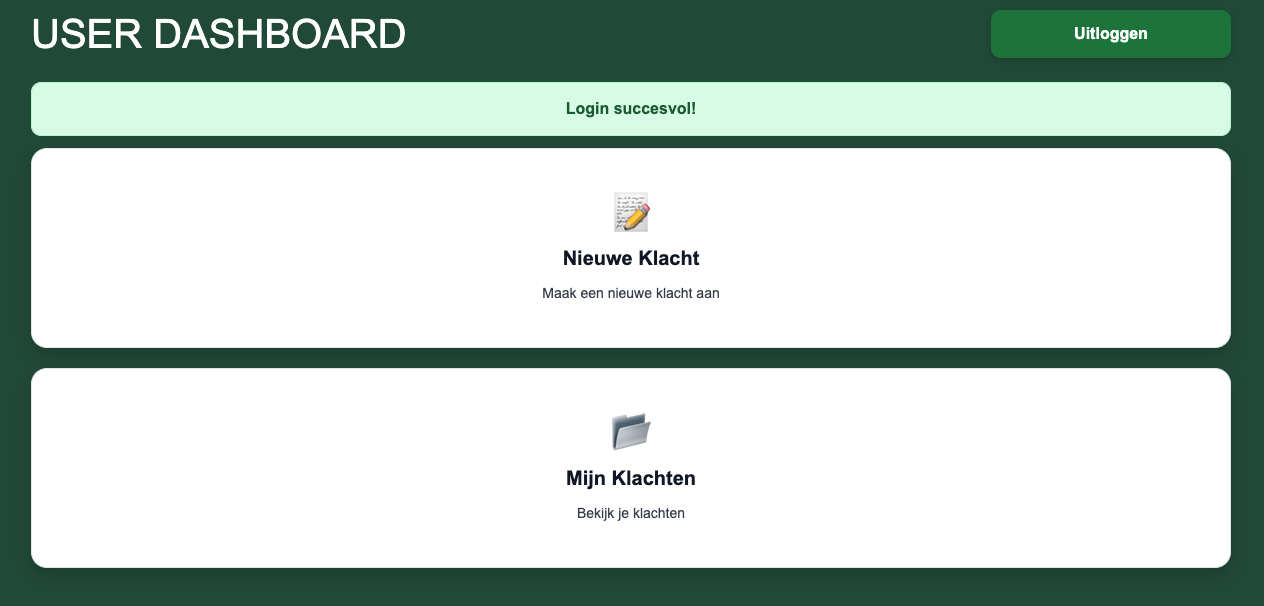 USER DASHBOARD
Uitloggen
Login succesvol!
Nieuwe Klacht
Maak een nieuwe klacht aan
Mijn Klachten
Bekijk je klachten